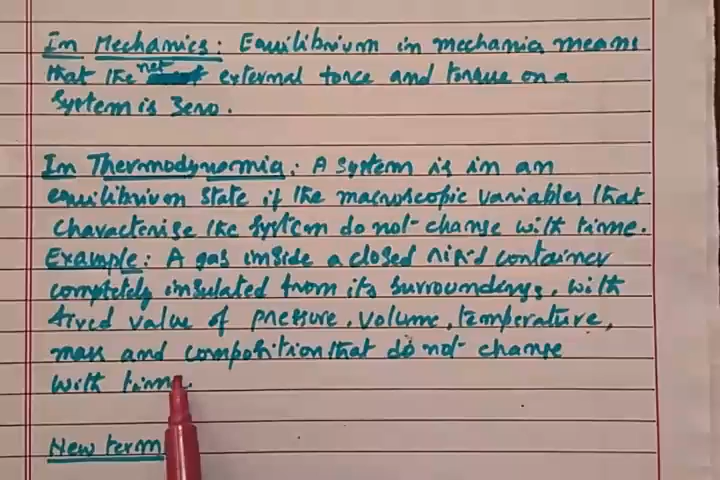 In Mechanics: Equilibrium in mechanics means
that the net external force and torque on a
system is zero.
In Thermodynamics: A system is in an
equilibrium state if the macroscopic variables that
characterise the system do not change with time.
Example: A gas inside a closed rigid container
completely insulated from its surroundings, with
fixed value of pressure, volume, temperature,
mass and composition that do not change
with time.
New term